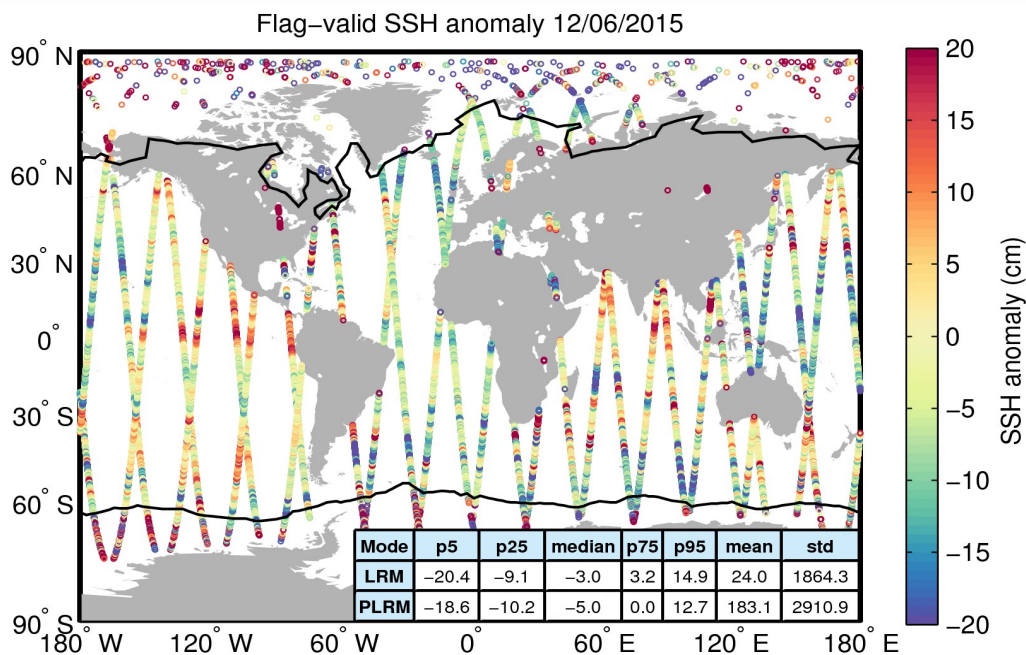 Flag−valid SSH anomaly 12/06/2015
90° N
60° N
30° N
0°
30° S
60° S
90° S
180° W
120° W
60° W
0°
60° E
120° E
180° E
Mode p5 p25 median p75 p95 mean std
LRM −20.4 −9.1 −3.0 3.2 14.9 24.0 1864.3
PLRM −18.6 −10.2 −5.0 0.0 12.7 183.1 2910.9
20
15
10
5
0
−5
−10
−15
−20
SSH anomaly (cm)